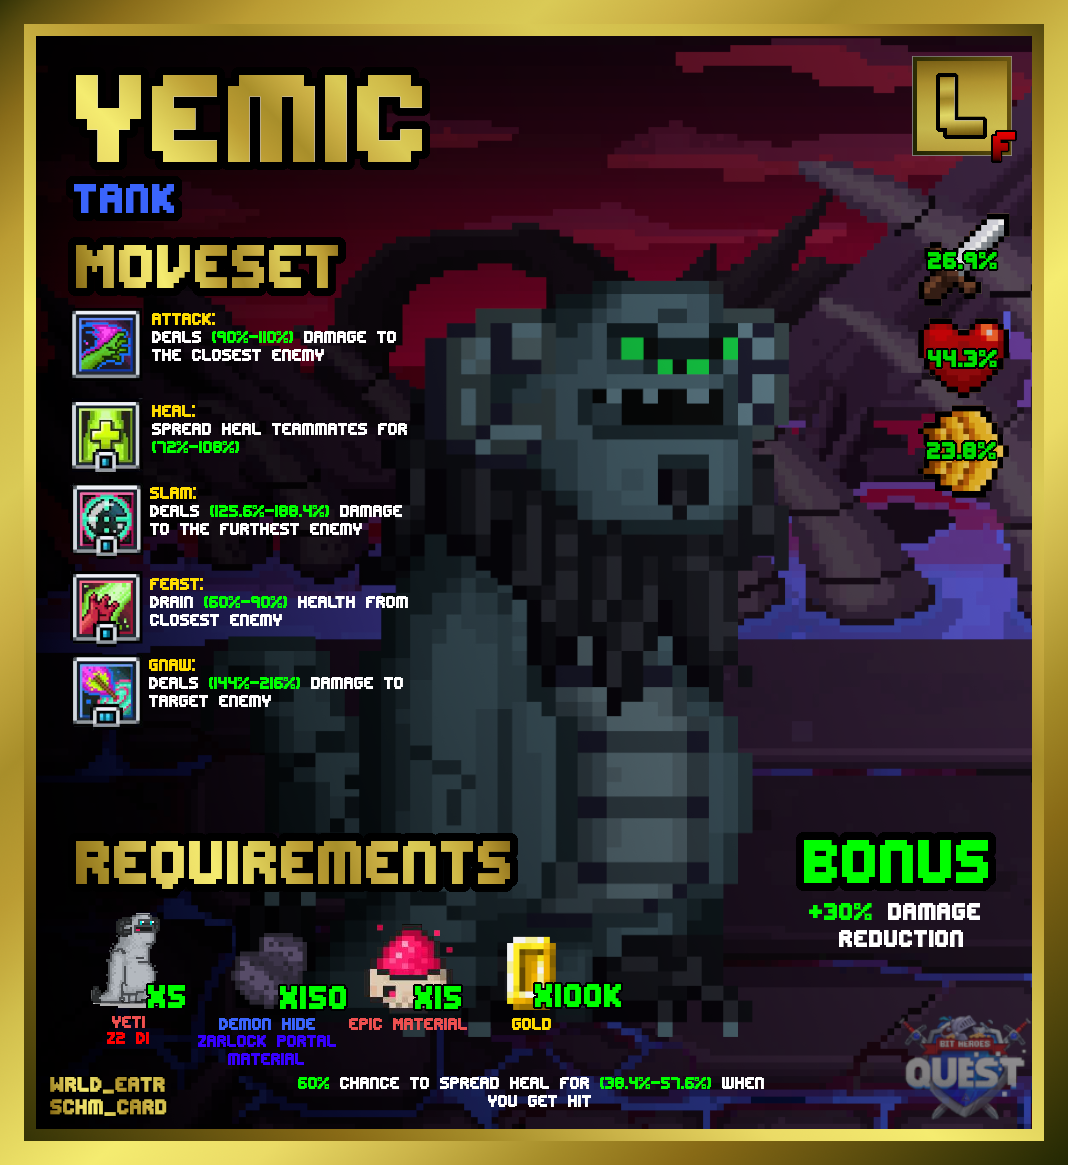 YEMIC
L
F
TANK
MOVESET
26.9%
44.3%
23.8%
ATTACK:
DEALS (90%-110%) DAMAGE TO
THE CLOSEST ENEMY
HEAL:
SPREAD HEAL TEAMMATES FOR
(72%-108%)
SLAM:
DEALS (125.6%-188.4%) DAMAGE
TO THE FURTHEST ENEMY
FEAST:
DRAIN (60%-90%) HEALTH FROM
CLOSEST ENEMY
GNAW:
DEALS (144%-216%) DAMAGE TO
TARGET ENEMY
REQUIREMENTS
X5
YETI
Z2 D1
X150
DEMON HIDE
ZARLOCK PORTAL
MATERIAL
X15
EPIC MATERIAL
X100K
GOLD
BONUS
+30% DAMAGE
REDUCTION
60% CHANCE TO SPREAD HEAL FOR (38.4%-57.6%) WHEN
YOU GET HIT
WRLD_EATR
SCHM_CARD
BIT HEROES
QUEST